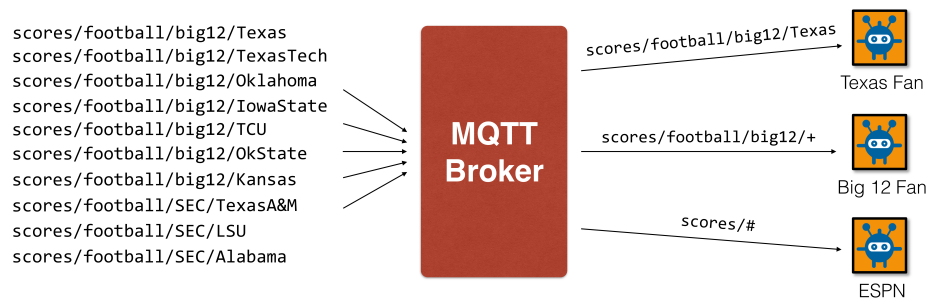 scores/football/big12/Texas
scores/football/big12/TexasTech
scores/football/big12/Oklahoma
scores/football/big12/IowaState
scores/football/big12/TCU
scores/football/big12/OkState
scores/football/big12/Kansas
scores/football/SEC/TexasA&M
scores/football/SEC/LSU
scores/football/SEC/Alabama
MQTT
Broker
scores/football/big12/Texas
Texas Fan
scores/football/big12/+
Big 12 Fan
scores/#
ESPN